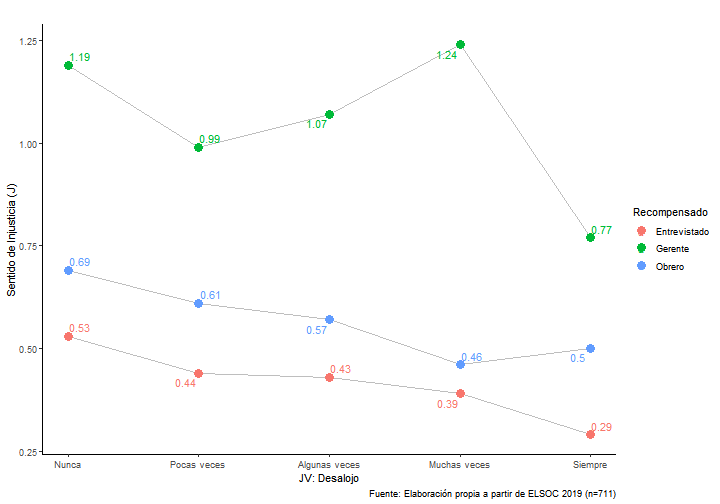 1.25
1.00
0.75
0.50
0.25
Sentido de Injusticia (J)
1.19
0.99
1.07
1.24
0.77
0.69
0.61
0.57
0.46
0.5
0.53
0.44
0.43
0.39
0.29
Nunca
Pocas veces
Algunas veces
Muchas veces
Siempre
JV: Desalojo
Fuente: Elaboración propia a partir de ELSOC 2019 (n=711)
Recompensado
Entrevistado
Gerente
Obrero